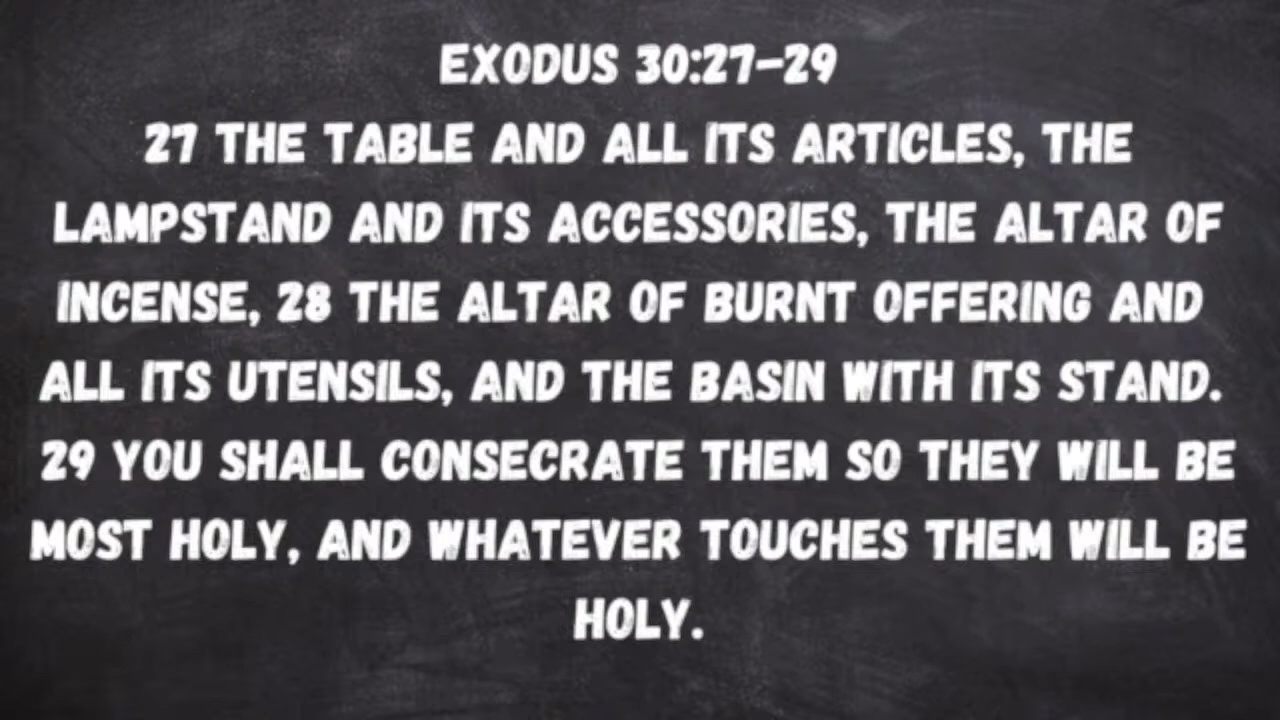 EXODUS 30:27–29
27 THE TABLE AND ALL ITS ARTICLES, THE
LAMPSTAND AND ITS ACCESSORIES, THE ALTAR OF
INCENSE, 28 THE ALTAR OF BURNT OFFERING AND
ALL ITS UTENSILS, AND THE BASIN WITH ITS STAND.
29 YOU SHALL CONSECRATE THEM SO THEY WILL BE
MOST HOLY, AND WHATEVER TOUCHES THEM WILL BE
HOLY.